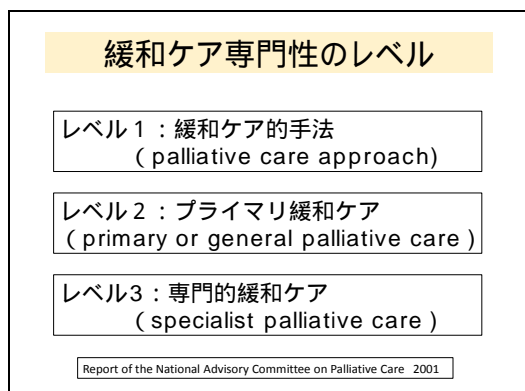 緩和ケア専門性のレベル
レベル1：緩和ケア的手法
（palliative care approach)
レベル2：プライマリ緩和ケア
（primary or general palliative care）
レベル3：専門的緩和ケア
（specialist palliative care）
Report of the National Advisory Committee on Palliative Care 2001